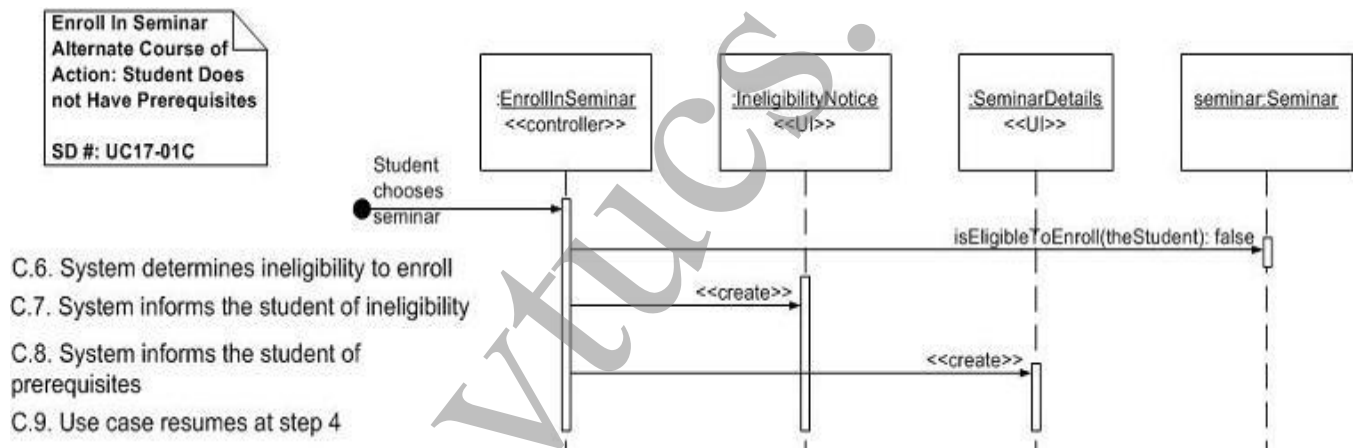 Enroll In Seminar
Alternate Course of
Action: Student Does
not Have Prerequisites
SD #: UC17-01C
:EnrollInSeminar
<<controller>>
:IneligibilityNotice
<<UI>>
:SeminarDetails
<<UI>>
seminar:Seminar
Student
chooses
seminar
isEligibleToEnroll(theStudent): false
C.6. System determines ineligibility to enroll
<<create>>
C.7. System informs the student of ineligibility
C.8. System informs the student of
prerequisites
<<create>>
C.9. Use case resumes at step 4
vtucs.